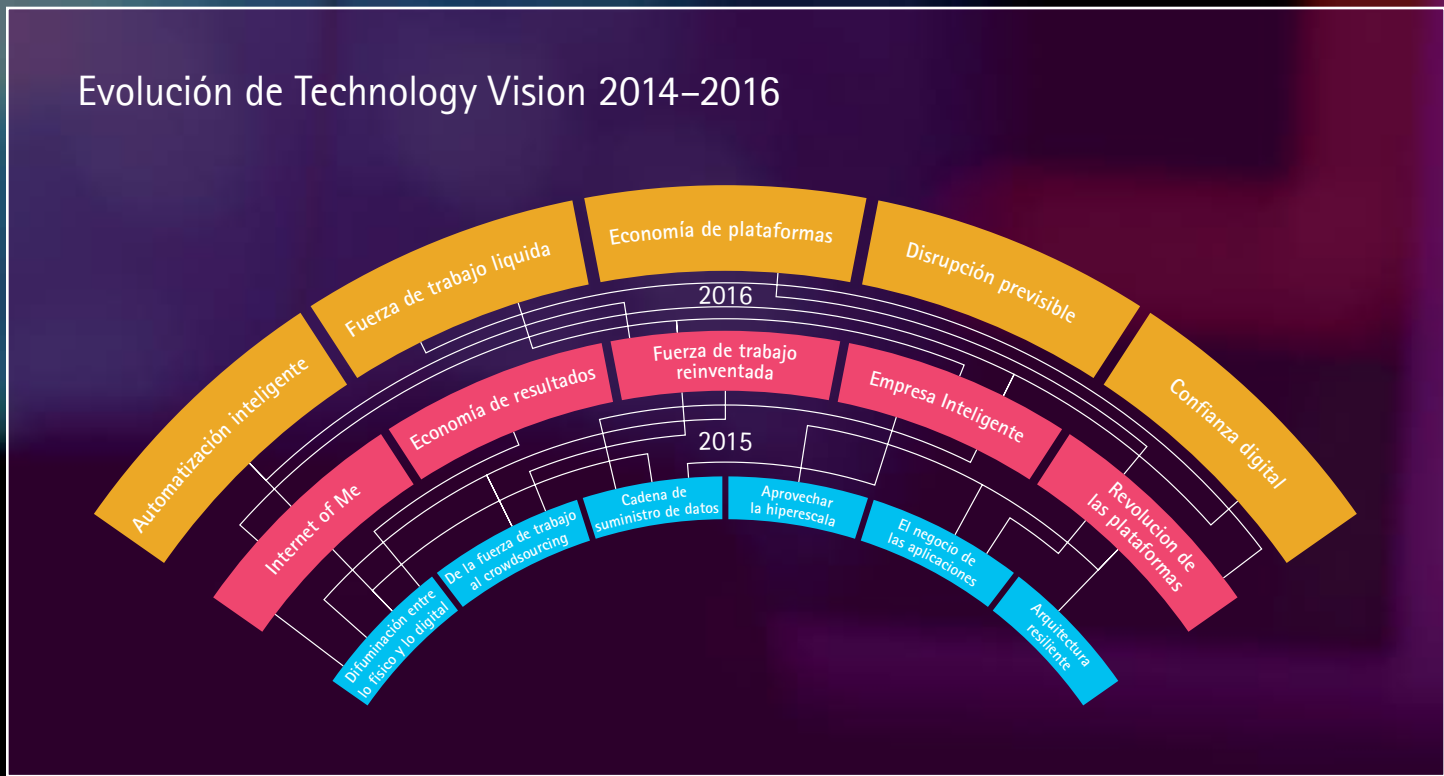 Evolución de Technology Vision 2014–2016
Automatización inteligente
Fuerza de trabajo líquida
Economía de plataformas
Disrupción previsible
Confianza digital
2016
Internet of Me
Economía de resultados
Fuerza de trabajo
reinventada
Empresa Inteligente
Revolucion de
las plataformas
2015
Difuminación entre
lo físico y lo digital
De la fuerza de trabajo
al crowdsourcing
Cadena de
suministro de datos
Aprovechar
la hiperescala
El negocio de
las aplicaciones
Arquitectura
resiliente